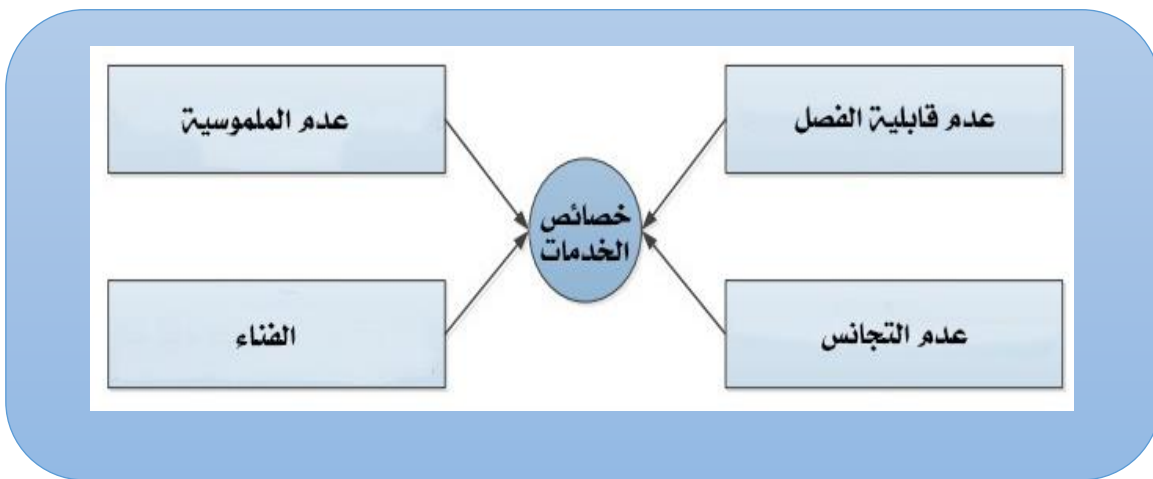 عدم قابلية الفصل
عدم الملموسية
خصائص
الخدمات
عدم التجانس
الفناء